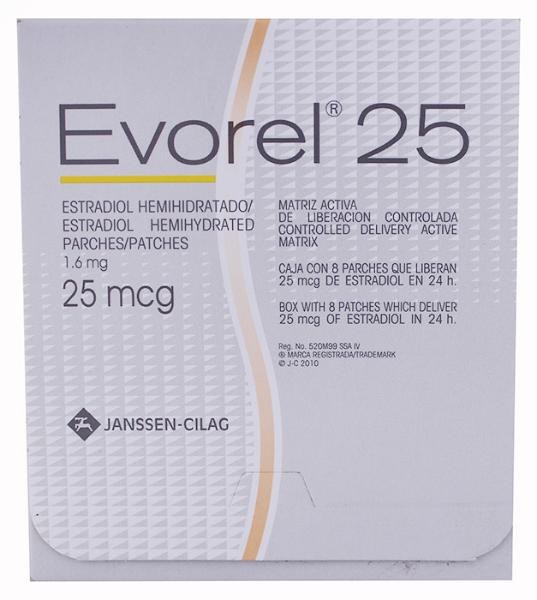 Evorel® 25
ESTRADIOL HEMIHIDRATADO/
ESTRADIOL HEMIHYDRATED
PARCHES/PATCHES
1.6 mg
25 mcg
MATRIZ ACTIVA
DE LIBERACION CONTROLADA
CONTROLLED DELIVERY ACTIVE
MATRIX
CAJA CON 8 PARCHES QUE LIBERAN
25 mcg DE ESTRADIOL EN 24 h.
BOX WITH 8 PATCHES WHICH DELIVER
25 mcg OF ESTRADIOL IN 24 h.
Reg. No. 520M99 SSA IV
® MARCA REGISTRADA/TRADEMARK
© J-C 2010
JANSSEN-CILAG